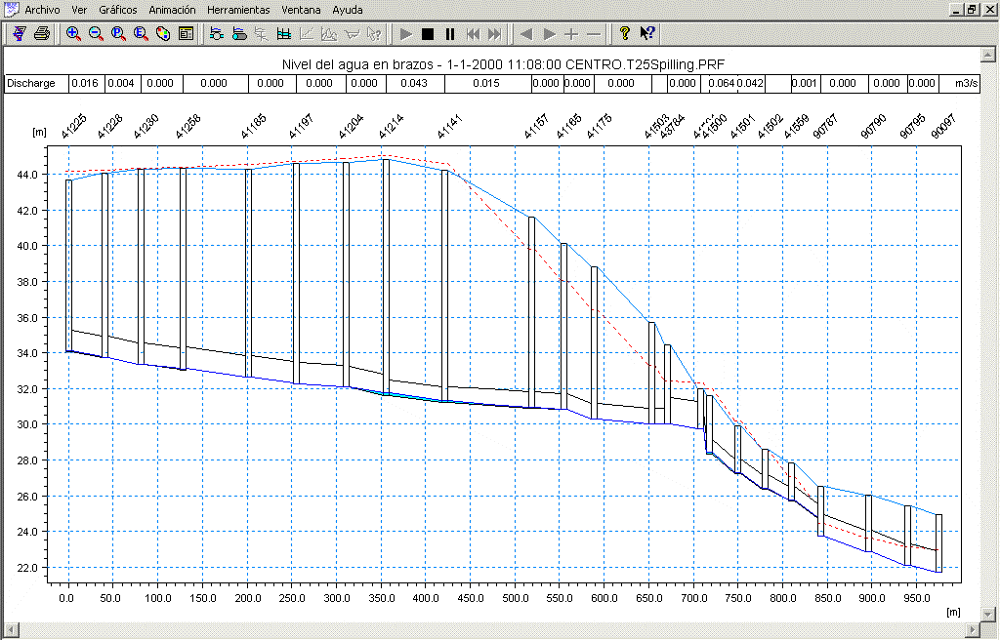 Archivo Ver Gráficos Animación Herramientas Ventana Ayuda
Nivel del agua en brazos - 1-1-2000 11:08:00 CENTRO.T25Spilling.PRF
Discharge 0.016 0.004 0.000 0.000 0.000 0.000 0.000 0.043 0.015 0.000 0.000 0.000 0.000 0.064 0.042 0.001 0.000 0.000 0.000 m3/s
[m] 41225 41228 41230 41258 41185 41197 41204 41214 41141 41157 41165 41175 41503 43784 41500 41501 41502 41559 90787 90790 90795 90097
44.0
42.0
40.0
38.0
36.0
34.0
32.0
30.0
28.0
26.0
24.0
22.0
0.0 50.0 100.0 150.0 200.0 250.0 300.0 350.0 400.0 450.0 500.0 550.0 600.0 650.0 700.0 750.0 800.0 850.0 900.0 950.0
[m]